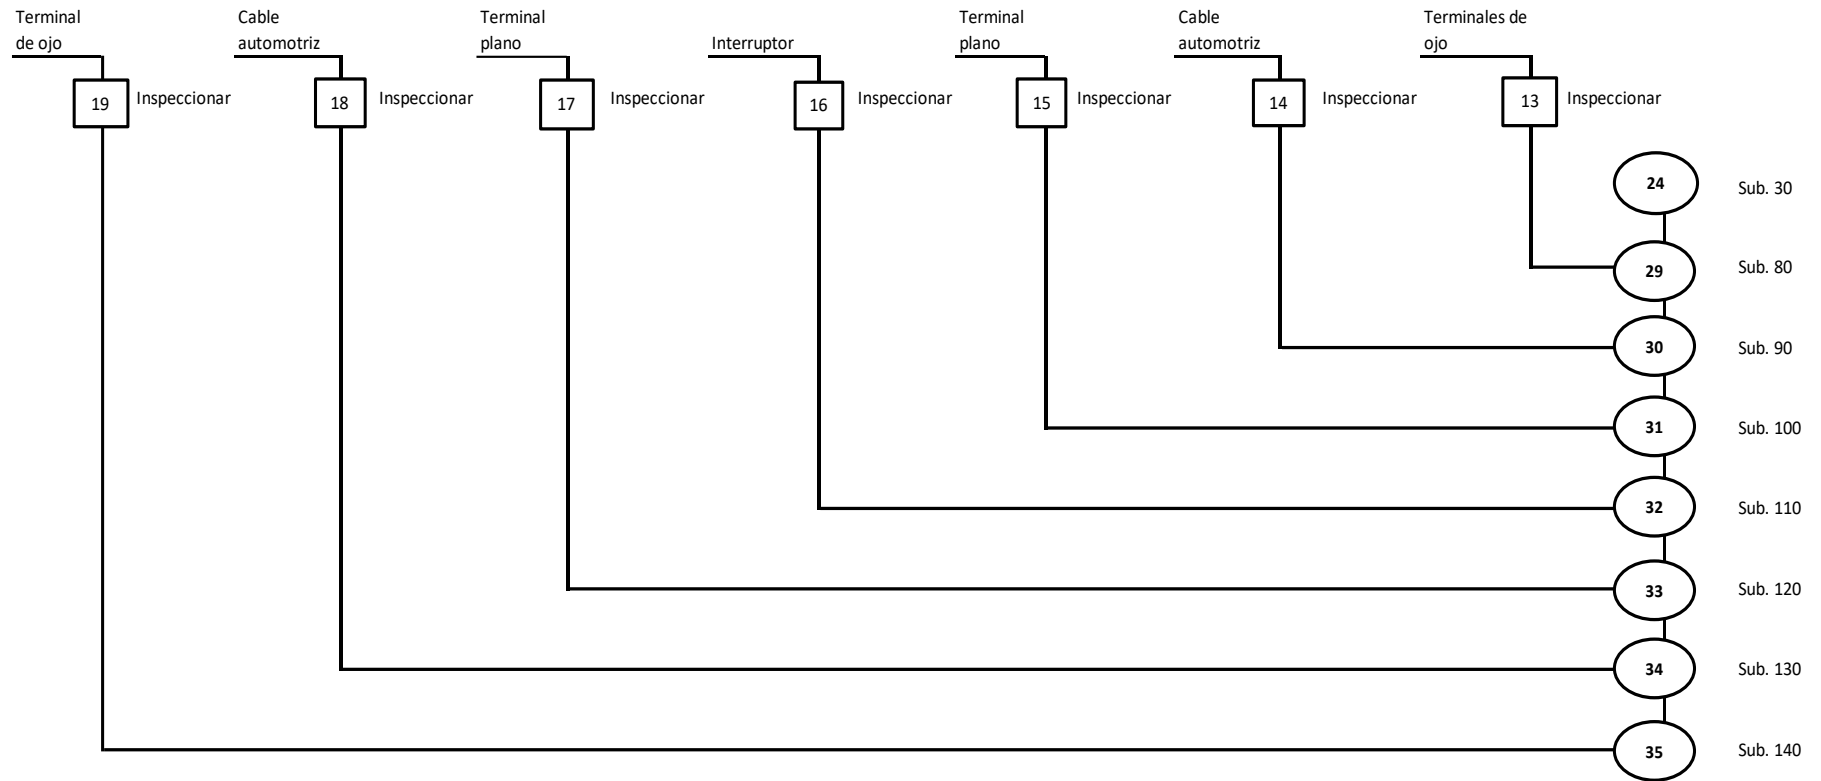 Terminal
de ojo
Cable
automotriz
Terminal
plano
Interruptor
Terminal
plano
Cable
automotriz
Terminales de
ojo
19 Inspeccionar
18 Inspeccionar
17 Inspeccionar
16 Inspeccionar
15 Inspeccionar
14 Inspeccionar
13 Inspeccionar
24 Sub. 30
29 Sub. 80
30 Sub. 90
31 Sub. 100
32 Sub. 110
33 Sub. 120
34 Sub. 130
35 Sub. 140